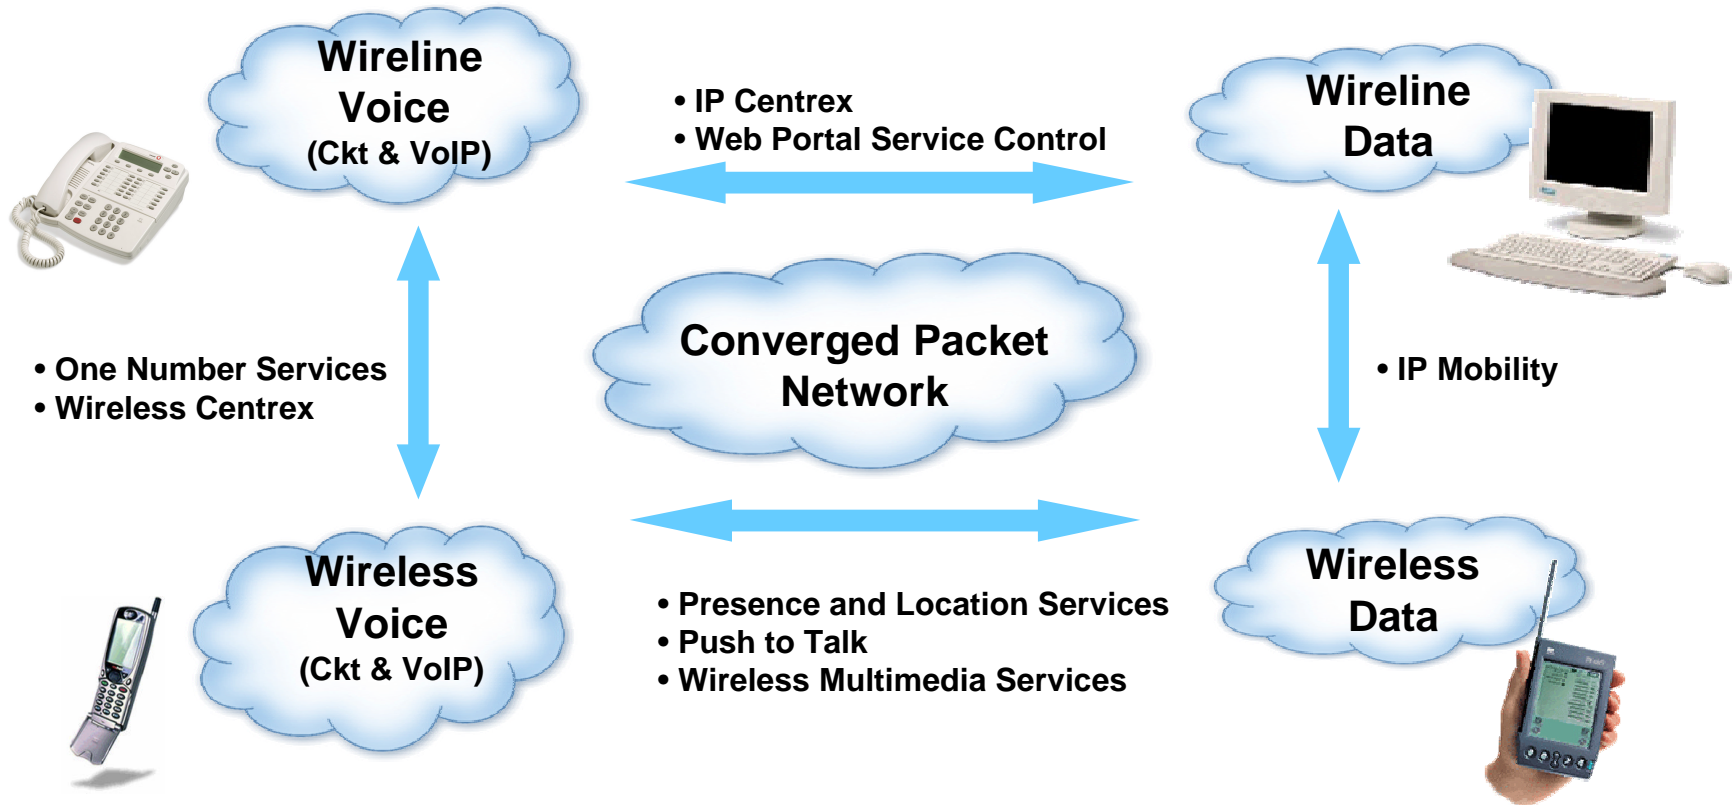 Wireline
Voice
(Ckt & VoIP)
• IP Centrex
• Web Portal Service Control
Wireline
Data
• One Number Services
• Wireless Centrex
Converged Packet
Network
• IP Mobility
Wireless
Voice
(Ckt & VoIP)
• Presence and Location Services
• Push to Talk
• Wireless Multimedia Services
Wireless
Data